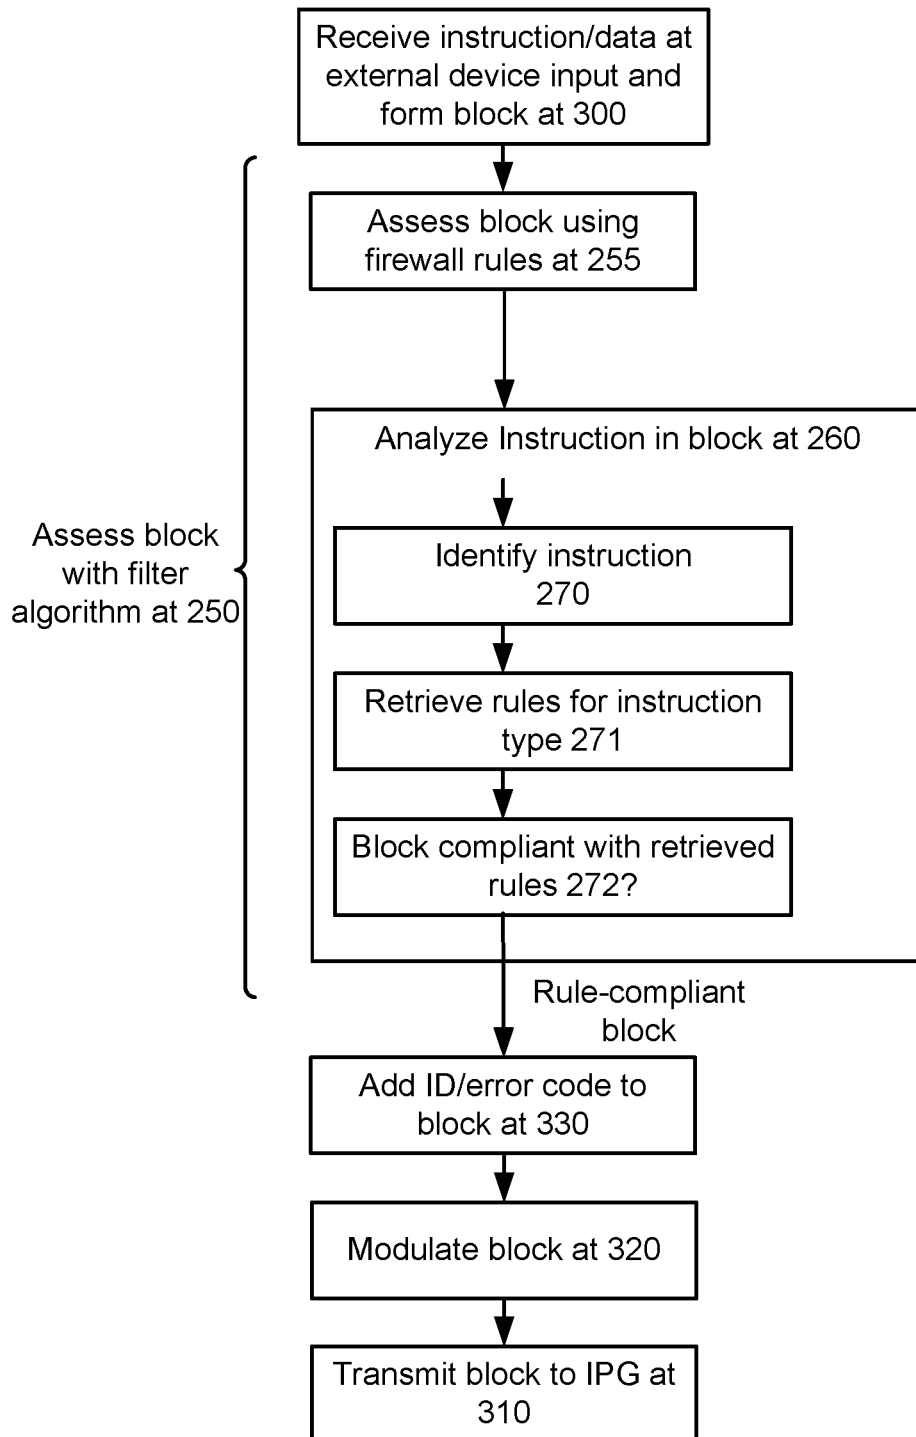 Receive instruction/data at
external device input and
form block at 300
Assess block using
firewall rules at 255
Analyze Instruction in block at 260
Identify instruction
270
Assess block
with filter
algorithm at 250
Retrieve rules for instruction
type 271
Block compliant with retrieved
rules 272?
Rule-compliant
block
Add ID/error code to
block at 330
Modulate block at 320
Transmit block to IPG at
310